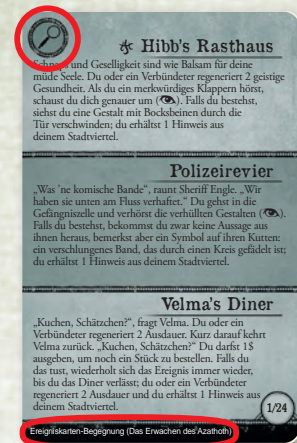 Hibb's Rasthaus
Schnaps und Geselligkeit sind wie Balsam für deine
müde Seele. Du oder ein Verbündeter regeneriert 2 geistige
Gesundheit. Als du ein merkwürdiges Klappern hörst,
schaust du dich genauer um (). Falls du bestehst,
siehst du eine Gestalt mit Bocksbeinen durch die
Tür verschwinden; du erhältst 1 Hinweis aus
deinem Stadtviertel.
Polizeirevier
„Was 'ne komische Bande“, raunt Sheriff Engle. „Wir
haben sie unten am Fluss verhaftet.“ Du gehst in die
Gefängniszelle und verhörst die verhüllten Gestalten ().
Falls du bestehst, bekommst du zwar keine Aussage aus
ihnen heraus, bemerkst aber ein Symbol auf ihren Kutten:
ein verschlungenes Band, das durch einen Kreis gefädelt ist;
du erhältst 1 Hinweis aus deinem Stadtviertel.
Velma's Diner
„Kuchen, Schätzchen?“, fragt Velma. Du oder ein
Verbündeter regeneriert 2 Ausdauer. Kurz darauf kehrt
Velma zurück. „Kuchen, Schätzchen?“ Du darfst 1$
ausgeben, um noch ein Stück zu bestellen. Falls du
das tust, wiederholt sich das Ereignis immer wieder,
bis du das Diner verlässt; du oder ein Verbündeter
regeneriert 2 Ausdauer und du erhältst 1 Hinweis aus
deinem Stadtviertel.
1/24
Ereigniskarten-Begegnung (Das Erwachen des Azathoth)